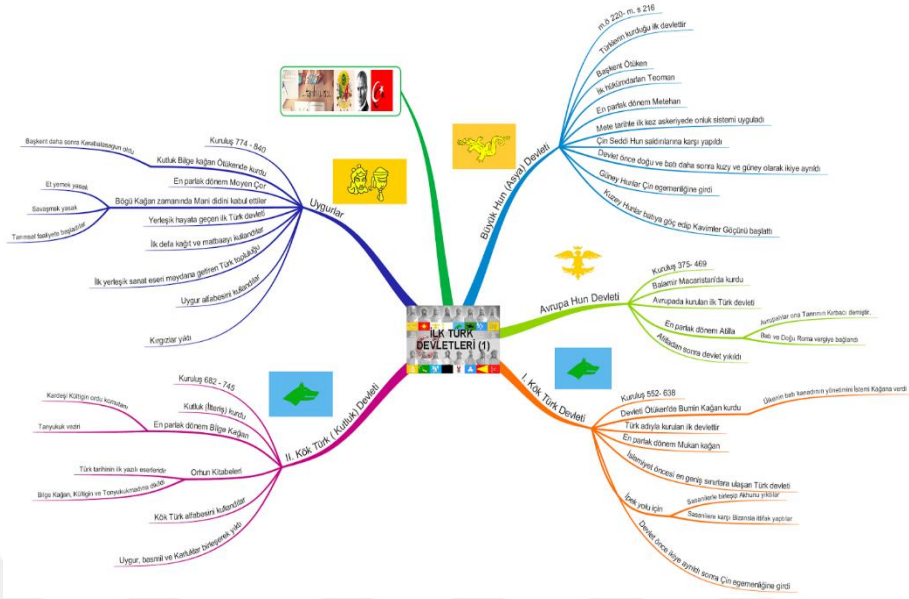 İLK TÜRK
DEVLETLERİ (1)
Büyük Hun (Asya) Devleti
m.ö 220- m. s 216
Türklerin kurduğu ilk devlettir
Başkent Ötüken
İlk hükümdarları Teoman
En parlak dönem Metehan
Mete tarihte ilk kez askeriyede onluk sistemi uyguladı
Çin Seddi Hun saldırılarına karşı yapıldı
Devlet önce doğu ve batı daha sonra kuzy ve güney olarak ikiye ayrıldı
Güney Hunlar Çin egemenliğine girdi
Kuzey Hunlar batıya göç edip Kavimler Göçünü başlattı
Avrupa Hun Devleti
Kuruluş 375- 469
Balamir Macaristan'da kurdu
Avrupada kurulan ilk Türk devleti
En parlak dönem Atilla
Avrupalılar ona Tanrının Kırbacı demiştir.
Batı ve Doğu Roma vergiye bağlandı
Atilladan sonra devlet yıkıldı
I. Kök Türk Devleti
Kuruluş 552- 638
Devleti Ötüken'de Bumin Kağan kurdu
Ülkenin batı kanadının yönetimini İstemi Kağana verdi
Türk adıyla kurulan ilk devlettir
En parlak dönem Mukan kağan
İslamiyet öncesi en geniş sınırlara ulaşan Türk devleti
İpek yolu için
Sasanilerle birleşip Akhunu yıktılar
Sasanilere karşı Bizansla ittifak yaptılar
Devlet önce ikiye ayrıldı sonra Çin egemenliğine girdi
Uygurlar
Kuruluş 774 - 840
Kutluk Bilge kağan Ötükende kurdu
Başkent daha sonra Karabalasagun oldu
En parlak dönem Moyen Çor
Bögü Kağan zamanında Mani didini kabul ettiler
Et yemek yasak
Savaşmak yasak
Tarımsal faaliyete başladılar
Yerleşik hayata geçen ilk Türk devleti
İlk defa kağıt ve matbaayı kullandılar
İlk yerleşik sanat eseri meydana getiren Türk topluluğu
Uygur alfabesini kullandılar
Kırgızlar yıktı
II. Kök Türk ( Kutluk) Devleti
Kuruluş 682 - 745
Kutluk (İlteriş) kurdu
En parlak dönem Bilge Kağan
Kardeşi Kültigin ordu komutanı
Tanyukuk vezir
Orhun Kitabeleri
Türk tarihinin ilk yazılı eserleridir
Bilge Kağan, Kültigin ve Tonyukukadına dikildi
Kök Türk alfabesini kullandılar
Uygur, basmil ve Karluklar birleşerek yıktı